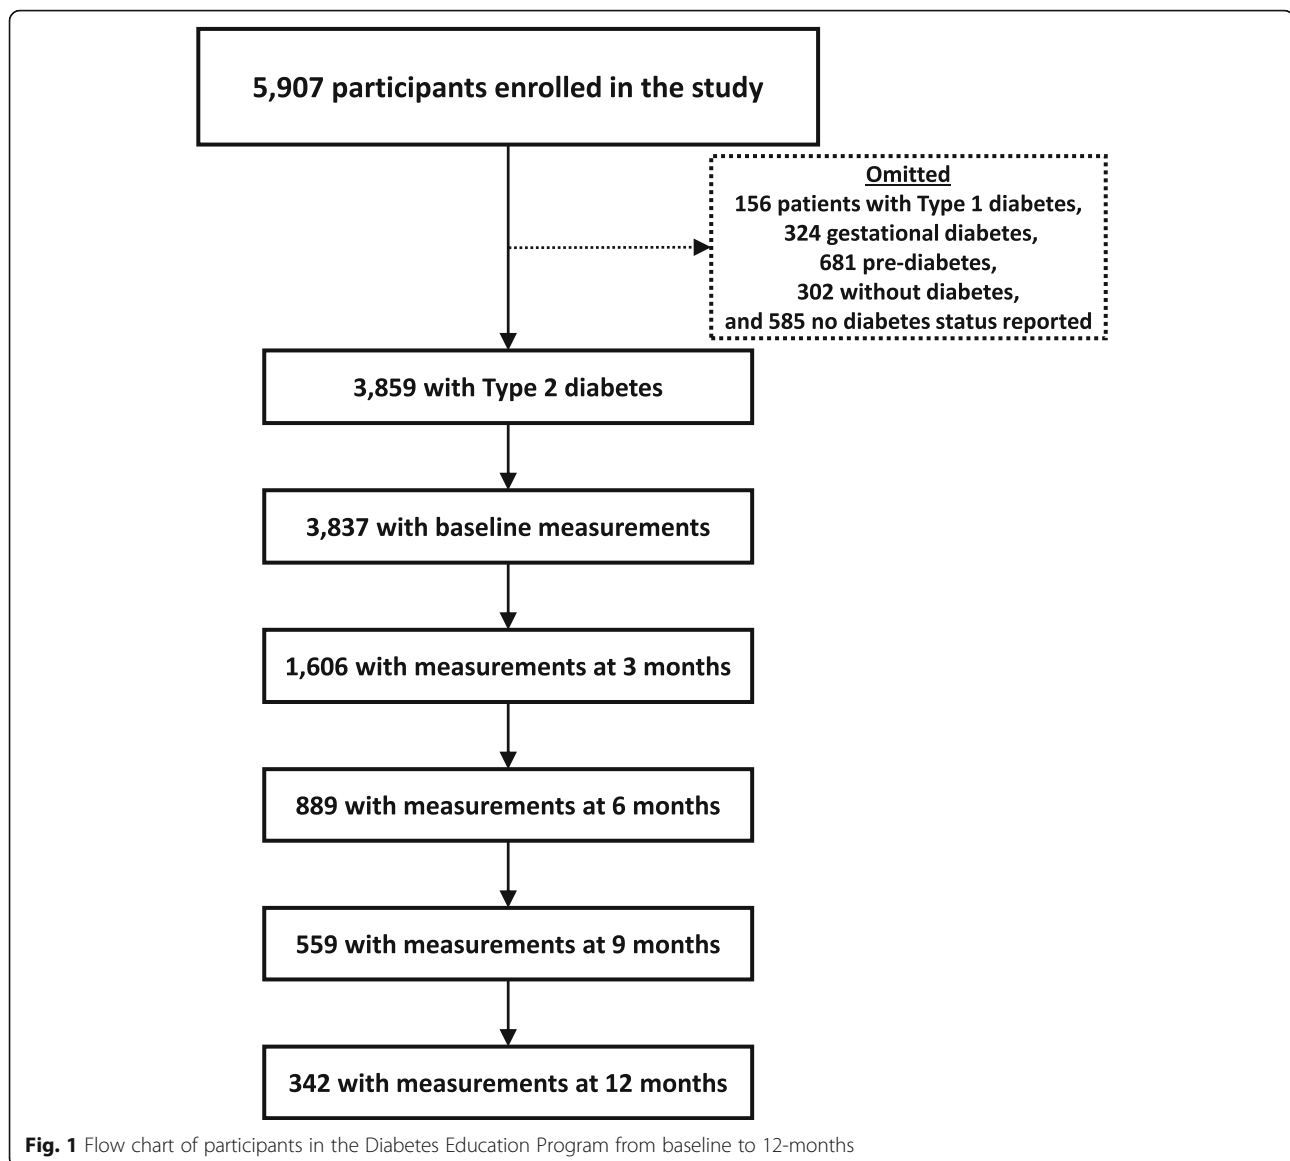 5,907 participants enrolled in the study
Omitted
156 patients with Type 1 diabetes,
324 gestational diabetes,
681 pre-diabetes,
302 without diabetes,
and 585 no diabetes status reported
3,859 with Type 2 diabetes
3,837 with baseline measurements
1,606 with measurements at 3 months
889 with measurements at 6 months
559 with measurements at 9 months
342 with measurements at 12 months
Fig. 1 Flow chart of participants in the Diabetes Education Program from baseline to 12-months